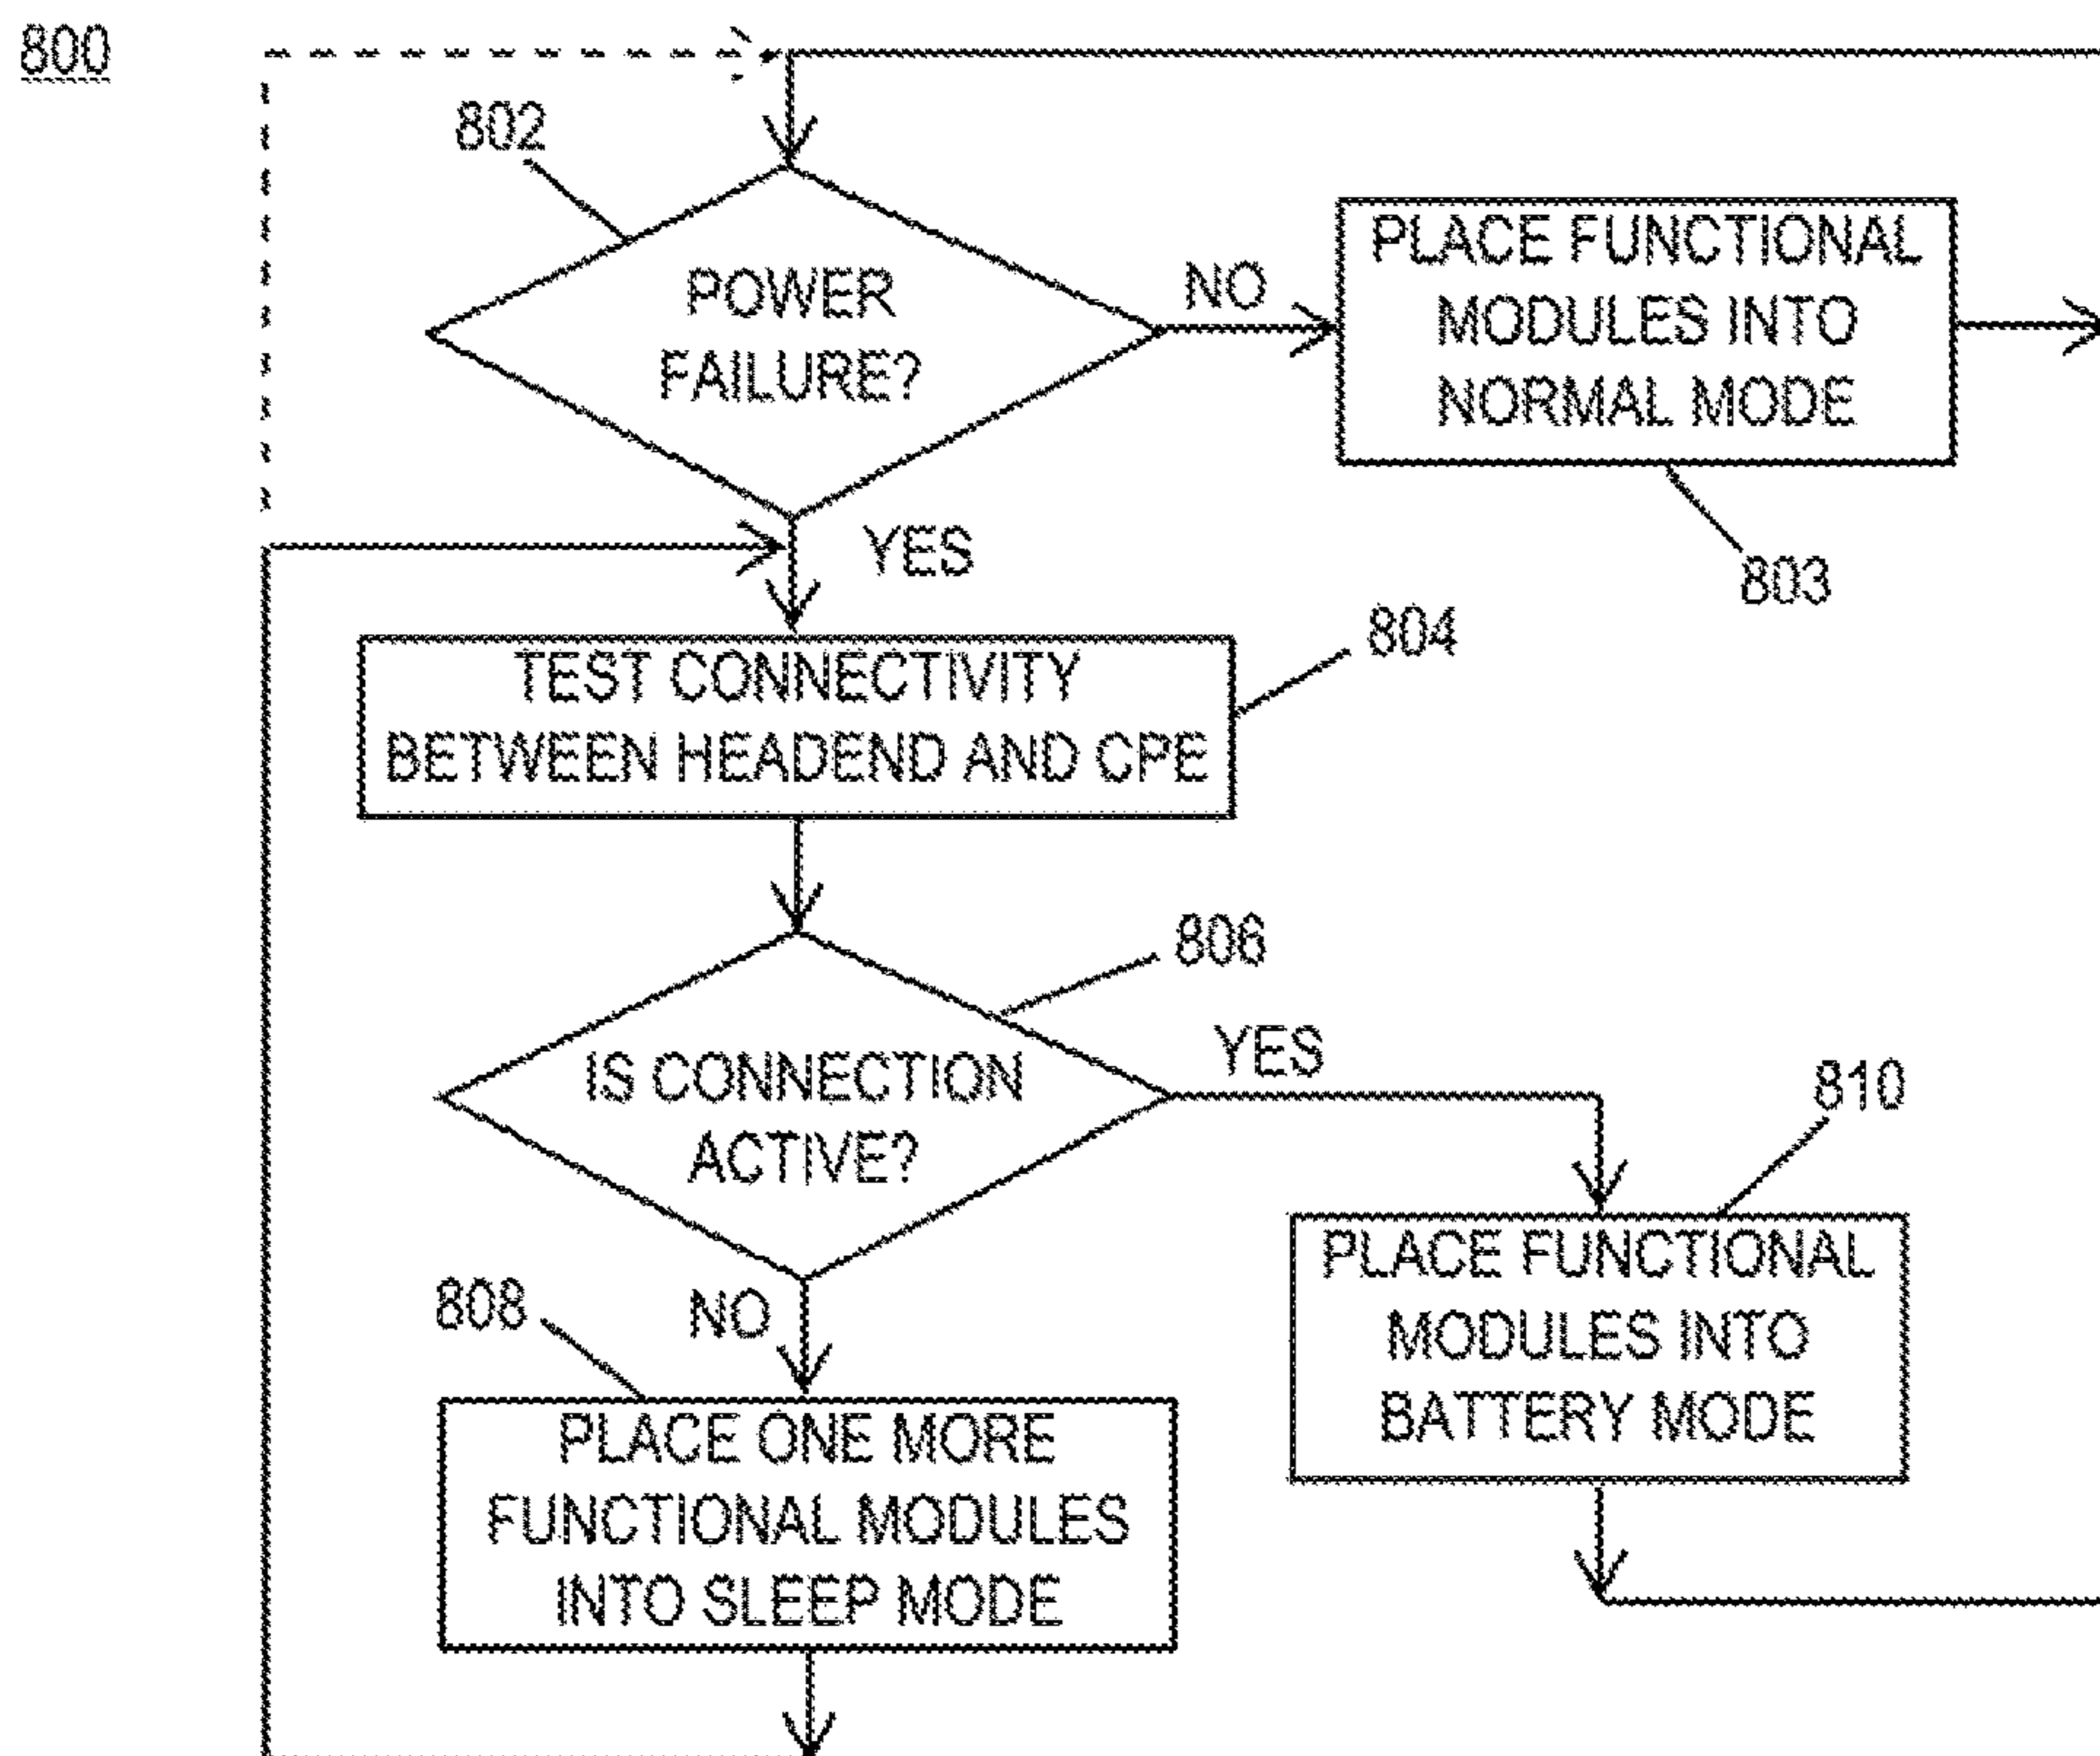 800
802
POWER
FAILURE?
NO
PLACE FUNCTIONAL
MODULES INTO
NORMAL MODE
803
YES
804
TEST CONNECTIVITY
BETWEEN HEADEND AND CPE
806
IS CONNECTION
ACTIVE?
YES
810
PLACE FUNCTIONAL
MODULES INTO
BATTERY MODE
NO
808
PLACE ONE MORE
FUNCTIONAL MODULES
INTO SLEEP MODE